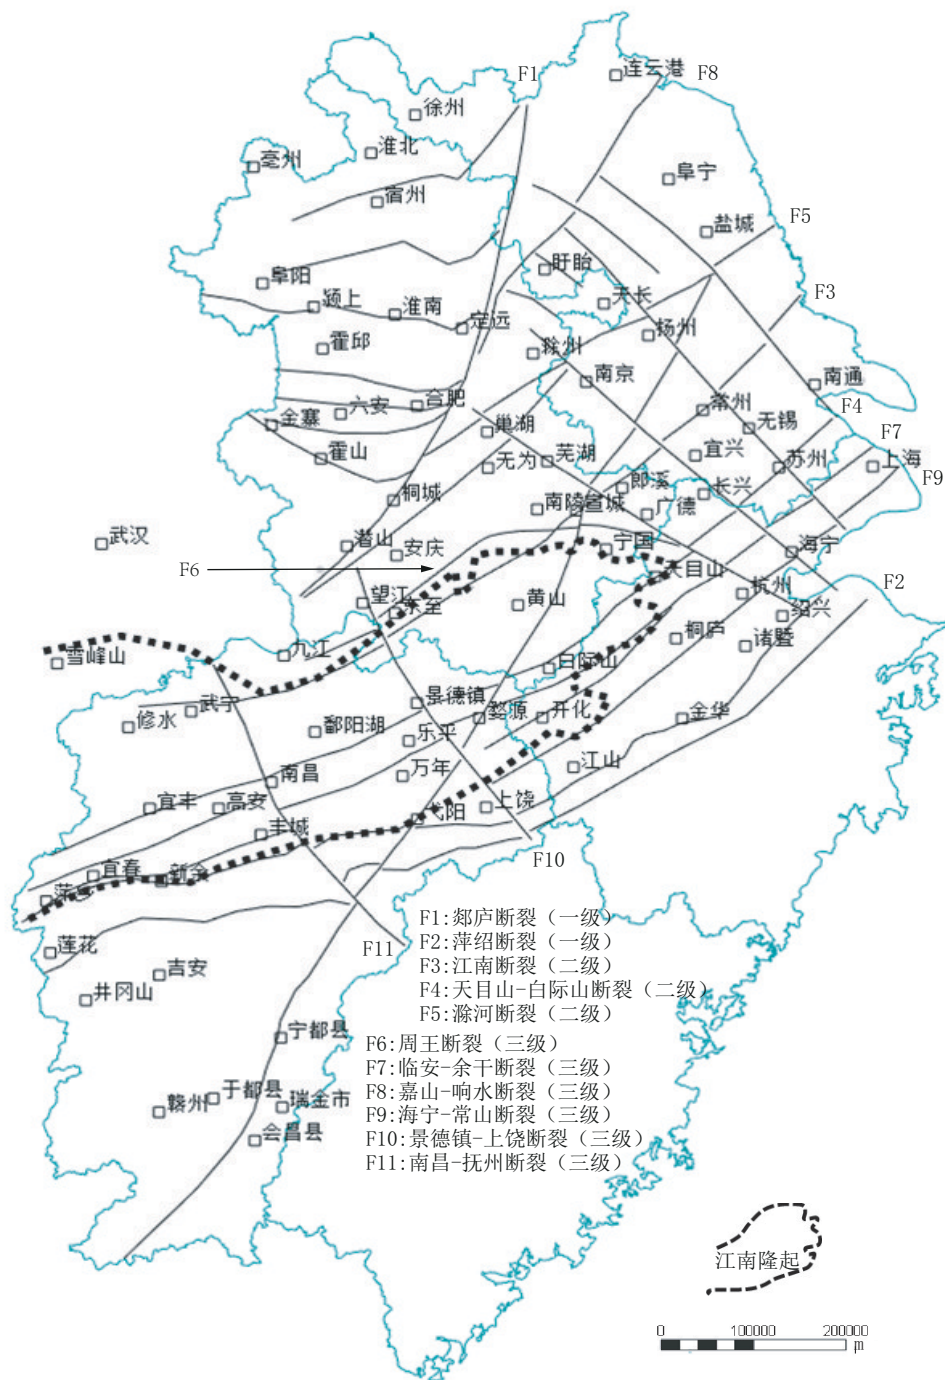 F1
连云港
F8
徐州
淮北
亳州
阜宁
宿州
盐城
F5
盱眙
阜阳
天长
F3
颍上
淮南
定远
扬州
霍邱
滁州
南京
南通
合肥
六安
常州
F4
金寨
巢湖
无锡
F7
霍山
无为
芜湖
宜兴
苏州
上海
F9
桐城
郎溪
长兴
南陵
宣城
广德
武汉
潜山
安庆
宁国
海宁
F6
天目山
杭州
F2
望江
东至
黄山
绍兴
桐庐
诸暨
雪峰山
九江
白际山
景德镇
修水
武宁
鄱阳湖
婺源
开化
金华
乐平
南昌
万年
江山
宜丰
高安
弋阳
上饶
丰城
F10
宜春
新余
萍乡
莲花
F11
吉安
井冈山
宁都县
赣州
于都县
瑞金市
会昌县
F1:郯庐断裂（一级）
F2:萍绍断裂（一级）
F3:江南断裂（二级）
F4:天目山-白际山断裂（二级）
F5:滁河断裂（二级）
F6:周王断裂（三级）
F7:临安-余干断裂（三级）
F8:嘉山-响水断裂（三级）
F9:海宁-常山断裂（三级）
F10:景德镇-上饶断裂（三级）
F11:南昌-抚州断裂（三级）
江南隆起
0 100000 200000
m